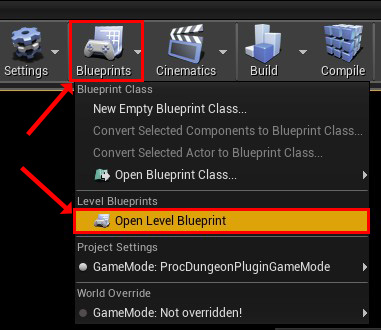 Settings
Blueprints
Cinematics
Build
Compile
Blueprint Class
New Empty Blueprint Class...
Convert Selected Components to Blueprint Class...
Convert Selected Actor to Blueprint Class...
Open Blueprint Class...
Level Blueprints
Open Level Blueprint
Project Settings
GameMode: ProcDungeonPluginGameMode
World Override
GameMode: Not overridden!